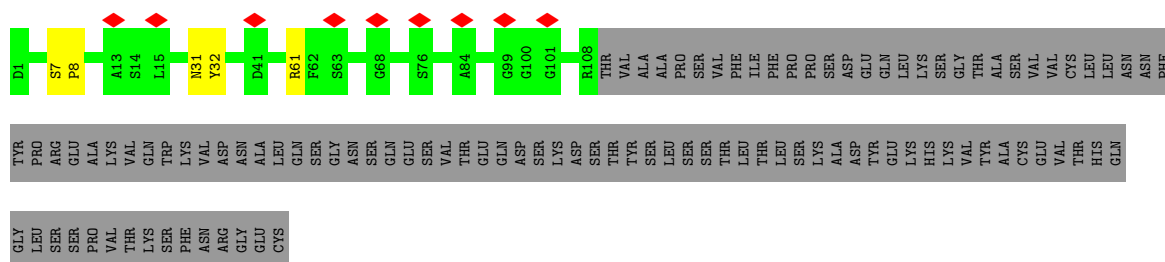 D1 S7 P8 A13 S14 L15 N31 Y32 D41 R61 F62 S63 G68 S76 A84 G99 G100 G101 R108 THR VAL ALA ALA PRO SER VAL PHE ILE PHE PRO PRO SER ASP GLU GLN LEU LYS SER GLY THR ALA SER VAL VAL CYS LEU LEU ASN ASN PHE
TYR PRO ARG GLU ALA LYS VAL GLN TRP LYS VAL ASP ASN ALA LEU GLN SER GLY ASN SER GLN GLU SER VAL THR GLU GLN ASP SER LYS ASP SER THR TYR SER LEU SER SER THR LEU THR LEU SER LYS ALA ASP TYR GLU LYS HIS LYS VAL TYR ALA CYS GLU VAL THR HIS GLN
GLY LEU SER SER PRO VAL THR LYS SER PHE ASN ARG GLY GLU CYS